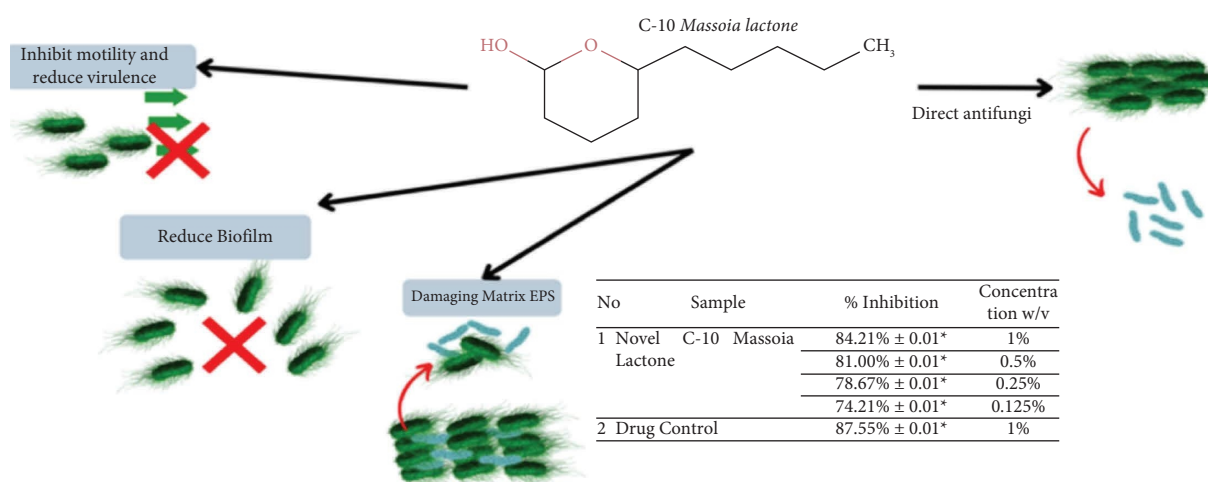 C-10 Massoia lactone
HO
O
CH3
Inhibit motility and
reduce virulence
Direct antifungi
Reduce Biofilm
Damaging Matrix EPS
No Sample % Inhibition Concentra
tion w/v
1 Novel C-10 Massoia 84.21% ± 0.01* 1%
Lactone 81.00% ± 0.01* 0.5%
78.67% ± 0.01* 0.25%
74.21% ± 0.01* 0.125%
2 Drug Control 87.55% ± 0.01* 1%